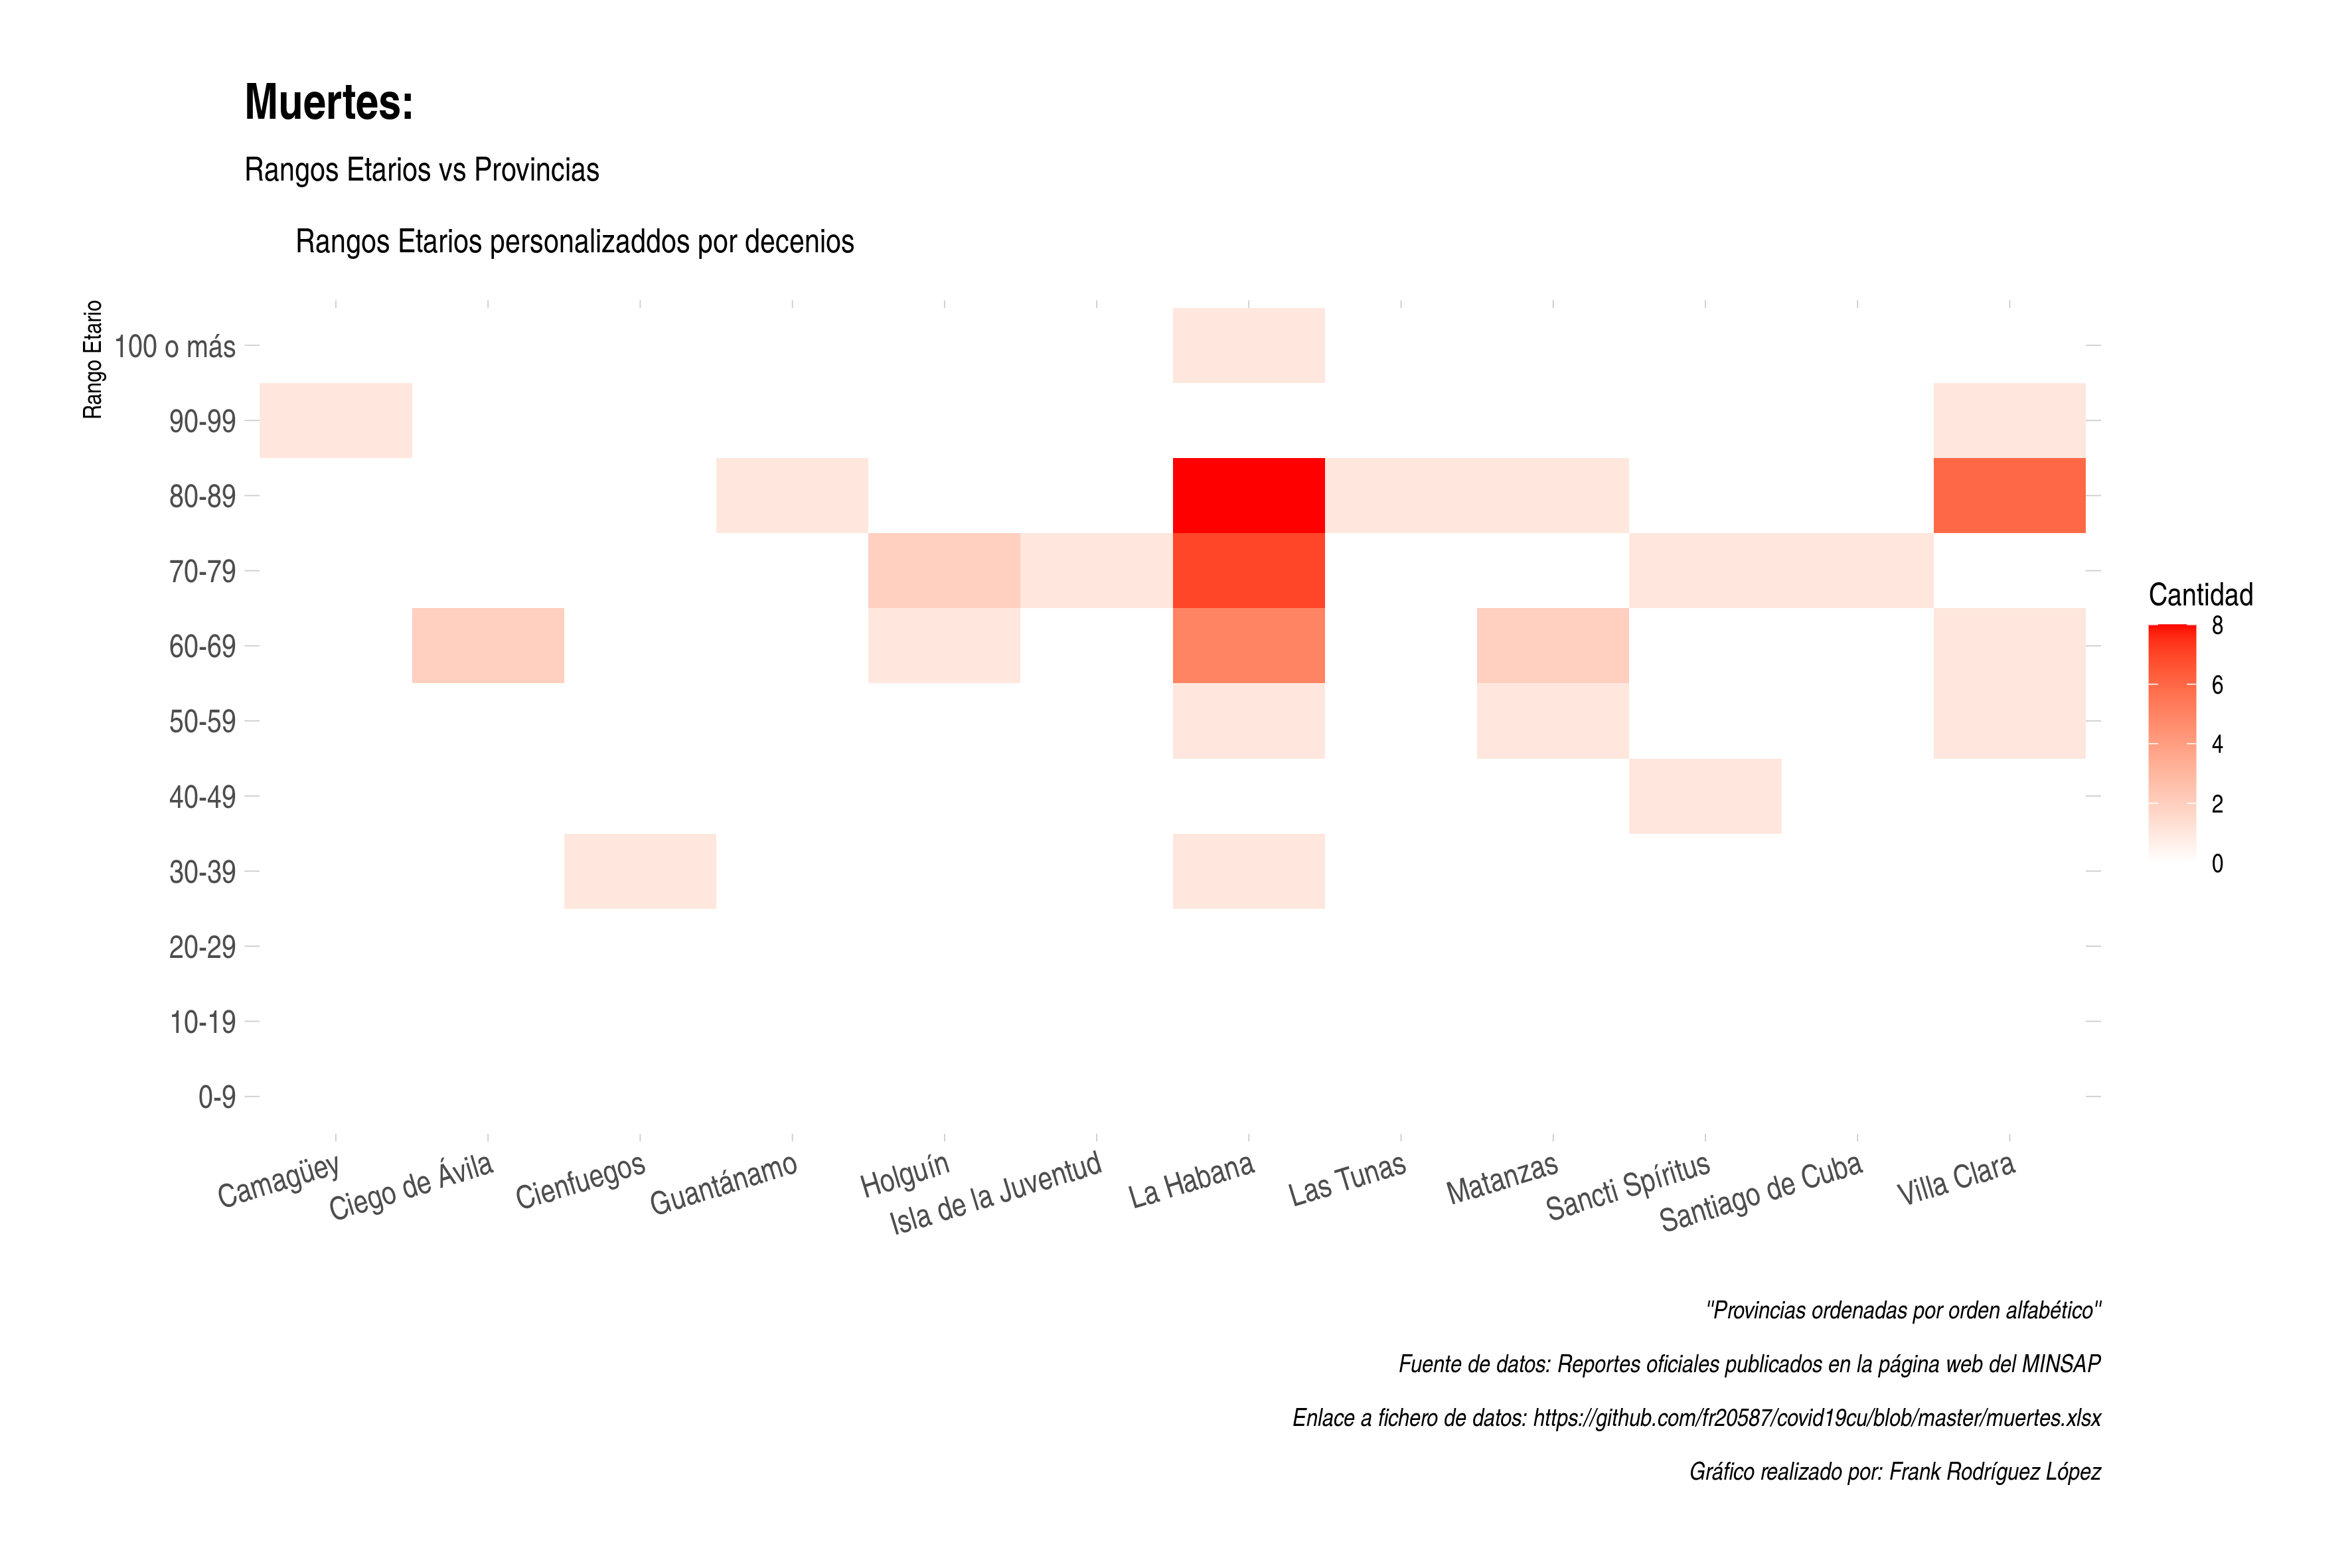 Muertes:
Rangos Etarios vs Provincias
Rangos Etarios personalizaddos por decenios
Rango Etario
100 o más
90-99
80-89
70-79
60-69
50-59
40-49
30-39
20-29
10-19
0-9
Camagüey
Ciego de Ávila
Cienfuegos
Guantánamo
Holguín
Isla de la Juventud
La Habana
Las Tunas
Matanzas
Sancti Spíritus
Santiago de Cuba
Villa Clara
Cantidad
8
6
4
2
0
"Provincias ordenadas por orden alfabético"
Fuente de datos: Reportes oficiales publicados en la página web del MINSAP
Enlace a fichero de datos: https://github.com/fr20587/covid19cu/blob/master/muertes.xlsx
Gráfico realizado por: Frank Rodríguez López